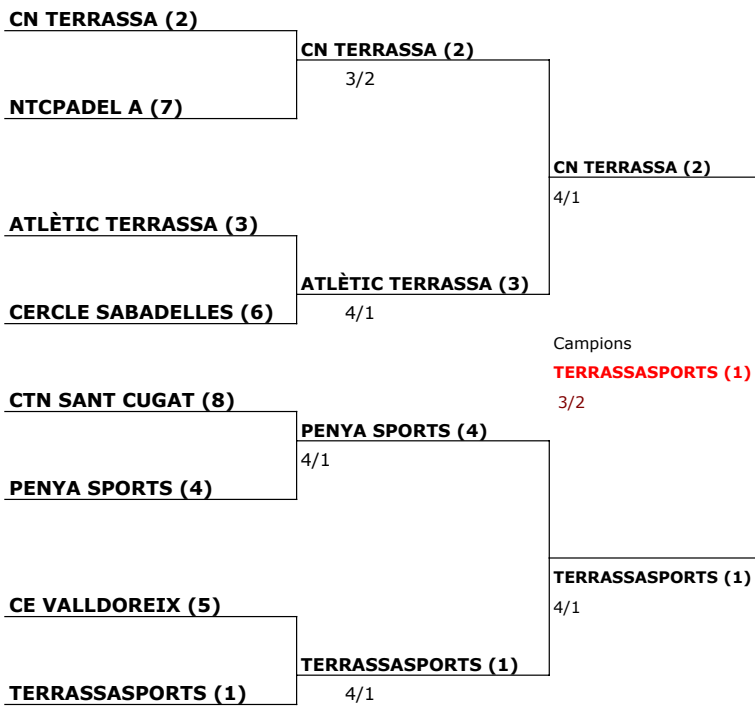 CN TERRASSA (2)
CN TERRASSA (2)
3/2
NTCPADEL A (7)
CN TERRASSA (2)
4/1
ATLÈTIC TERRASSA (3)
ATLÈTIC TERRASSA (3)
CERCLE SABADELLES (6)
4/1
Campions
TERRASSASPORTS (1)
3/2
CTN SANT CUGAT (8)
PENYA SPORTS (4)
4/1
PENYA SPORTS (4)
TERRASSASPORTS (1)
4/1
CE VALLDOREIX (5)
TERRASSASPORTS (1)
TERRASSASPORTS (1)
4/1